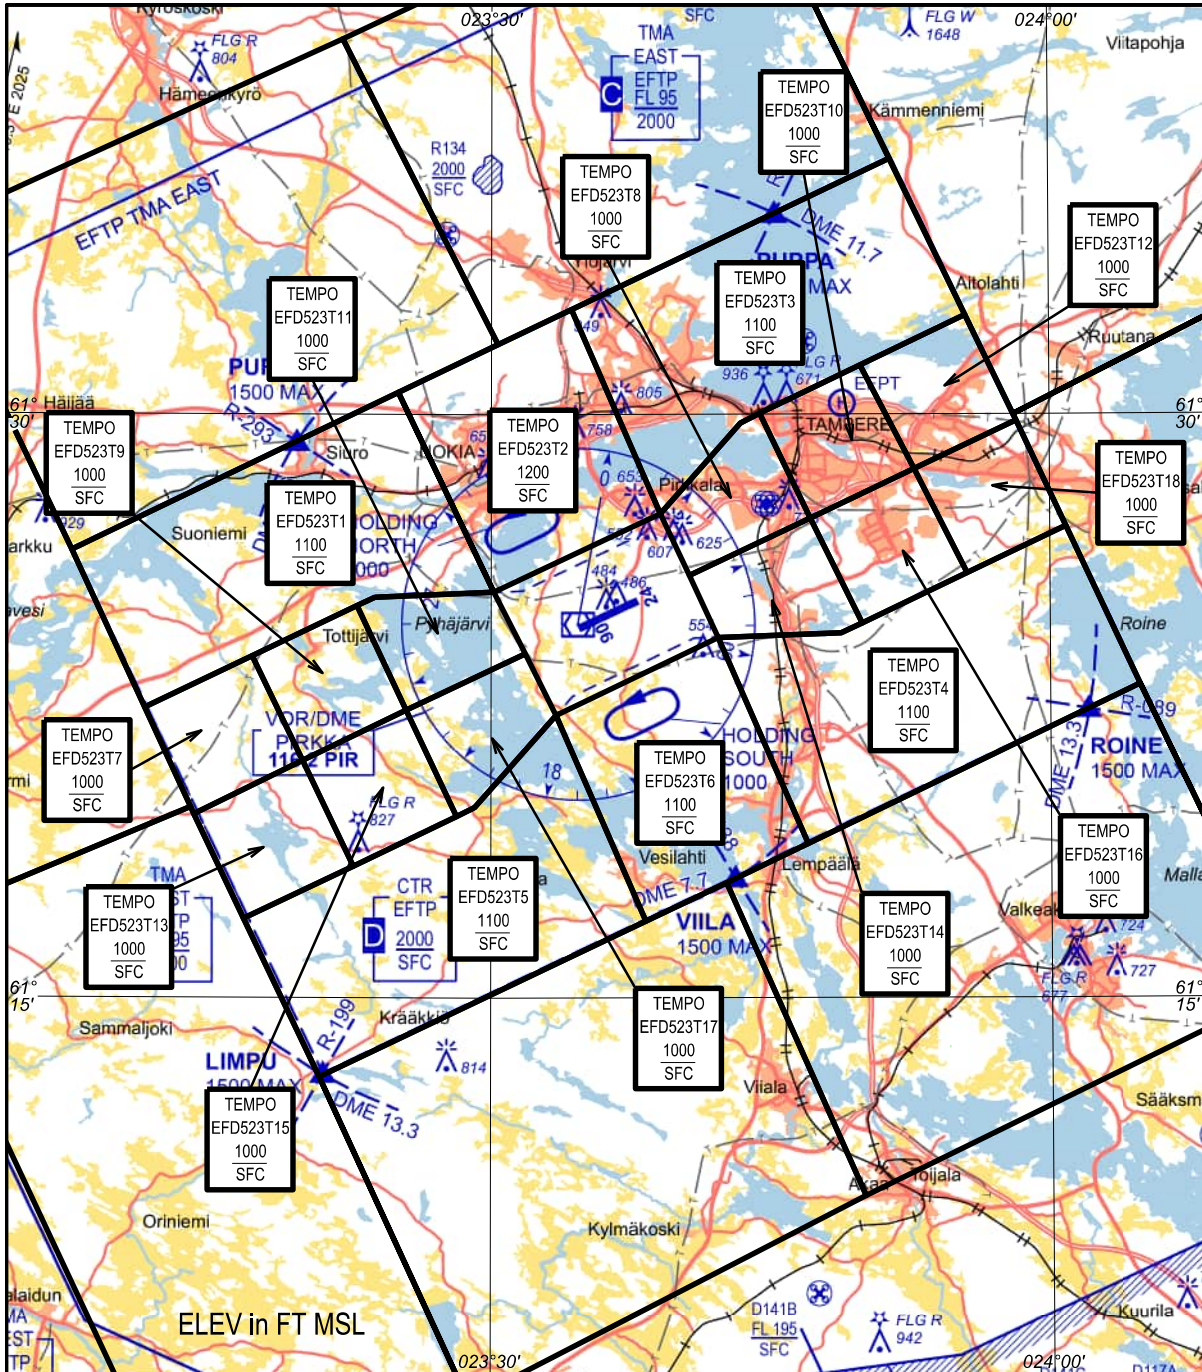 Kyröskoski
023°30'
SFC
FLG W
1648
024°00'
Viitapohja
FLG R
804
TMA
EAST
EFTP
C
FL 95
2000
E 2025
Hämeenkyrö
TEMPO
EFD523T10
1000
SFC
Kämmenniemi
R134
2000
SFC
TEMPO
EFD523T8
1000
SFC
EFTP TMA EAST
DME 11.7
TEMPO
EFD523T12
1000
SFC
PURPA
MAX
TEMPO
EFD523T3
1100
SFC
Aitolahti
TEMPO
EFD523T11
1000
SFC
Ruutana
1500 MAX
936
FLG R
671
EFPT
805
R-293
Häijää
61°
30'
TEMPO
EFD523T9
1000
SFC
Siuro
NOKIA
TEMPO
EFD523T2
1200
SFC
758
TAMPERE
61°
30'
653
TEMPO
EFD523T18
1000
SFC
929
Suoniemi
TEMPO
EFD523T1
1100
SFC
HOLDING
NORTH
Pirkkala
607
625
484
486
24
06
Tottijärvi
Pyhäjärvi
554
Roine
VOR/DME
PIRKKA
116.2 PIR
TEMPO
EFD523T4
1100
SFC
R-089
TEMPO
EFD523T7
1000
SFC
HOLDING
SOUTH
1000
TEMPO
EFD523T6
1100
SFC
DME 13.3
ROINE
1500 MAX
18
FLG R
827
Vesilahti
Lempäälä
TEMPO
EFD523T16
1000
SFC
TEMPO
EFD523T13
1000
SFC
TMA
CTR
EFTP
D
2000
SFC
TEMPO
EFD523T5
1100
SFC
DME 7.7
VIILA
1500 MAX
TEMPO
EFD523T14
1000
SFC
724
727
FLG R
677
61°
15'
61°
15'
Sammaljoki
Krääkkiö
R-199
TEMPO
EFD523T17
1000
SFC
814
LIMPU
1500 MAX
DME 13.3
Viiala
TEMPO
EFD523T15
1000
SFC
Akaa
Toijala
Oriniemi
Kylmäkoski
D141B
FL 195
SFC
FLG R
942
Kuurila
ELEV in FT MSL
023°30'
024°00'